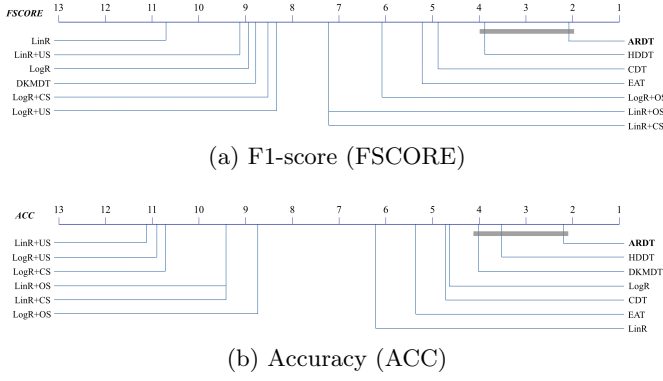 FSCORE 13 12 11 10 9 8 7 6 5 4 3 2 1
LinR ARDT
LinR+US HDDT
LogR CDT
DKMDT EAT
LogR+CS LogR+OS
LogR+US LinR+OS
LinR+CS
(a) F1-score (FSCORE)
ACC 13 12 11 10 9 8 7 6 5 4 3 2 1
LinR+US ARDT
LogR+US HDDT
LogR+CS DKMDT
LinR+OS LogR
LinR+CS CDT
LogR+OS EAT
LinR
(b) Accuracy (ACC)